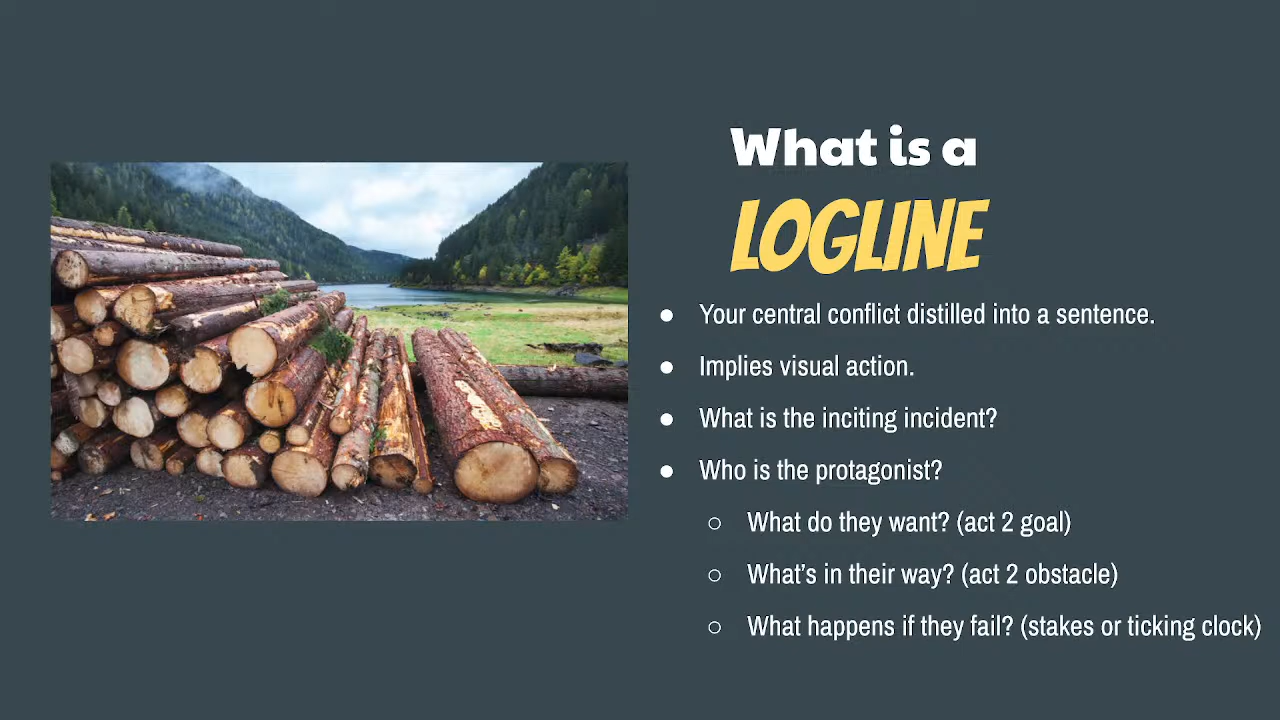 What is a
LOGLINE
● Your central conflict distilled into a sentence.
● Implies visual action.
● What is the inciting incident?
● Who is the protagonist?
○ What do they want? (act 2 goal)
○ What's in their way? (act 2 obstacle)
○ What happens if they fail? (stakes or ticking clock)